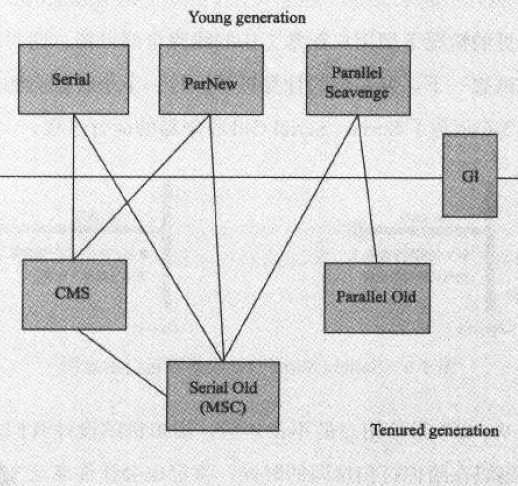 Young generation
Serial
ParNew
Parallel
Scavenge
G1
CMS
Parallel Old
Serial Old
(MSC)
Tenured generation